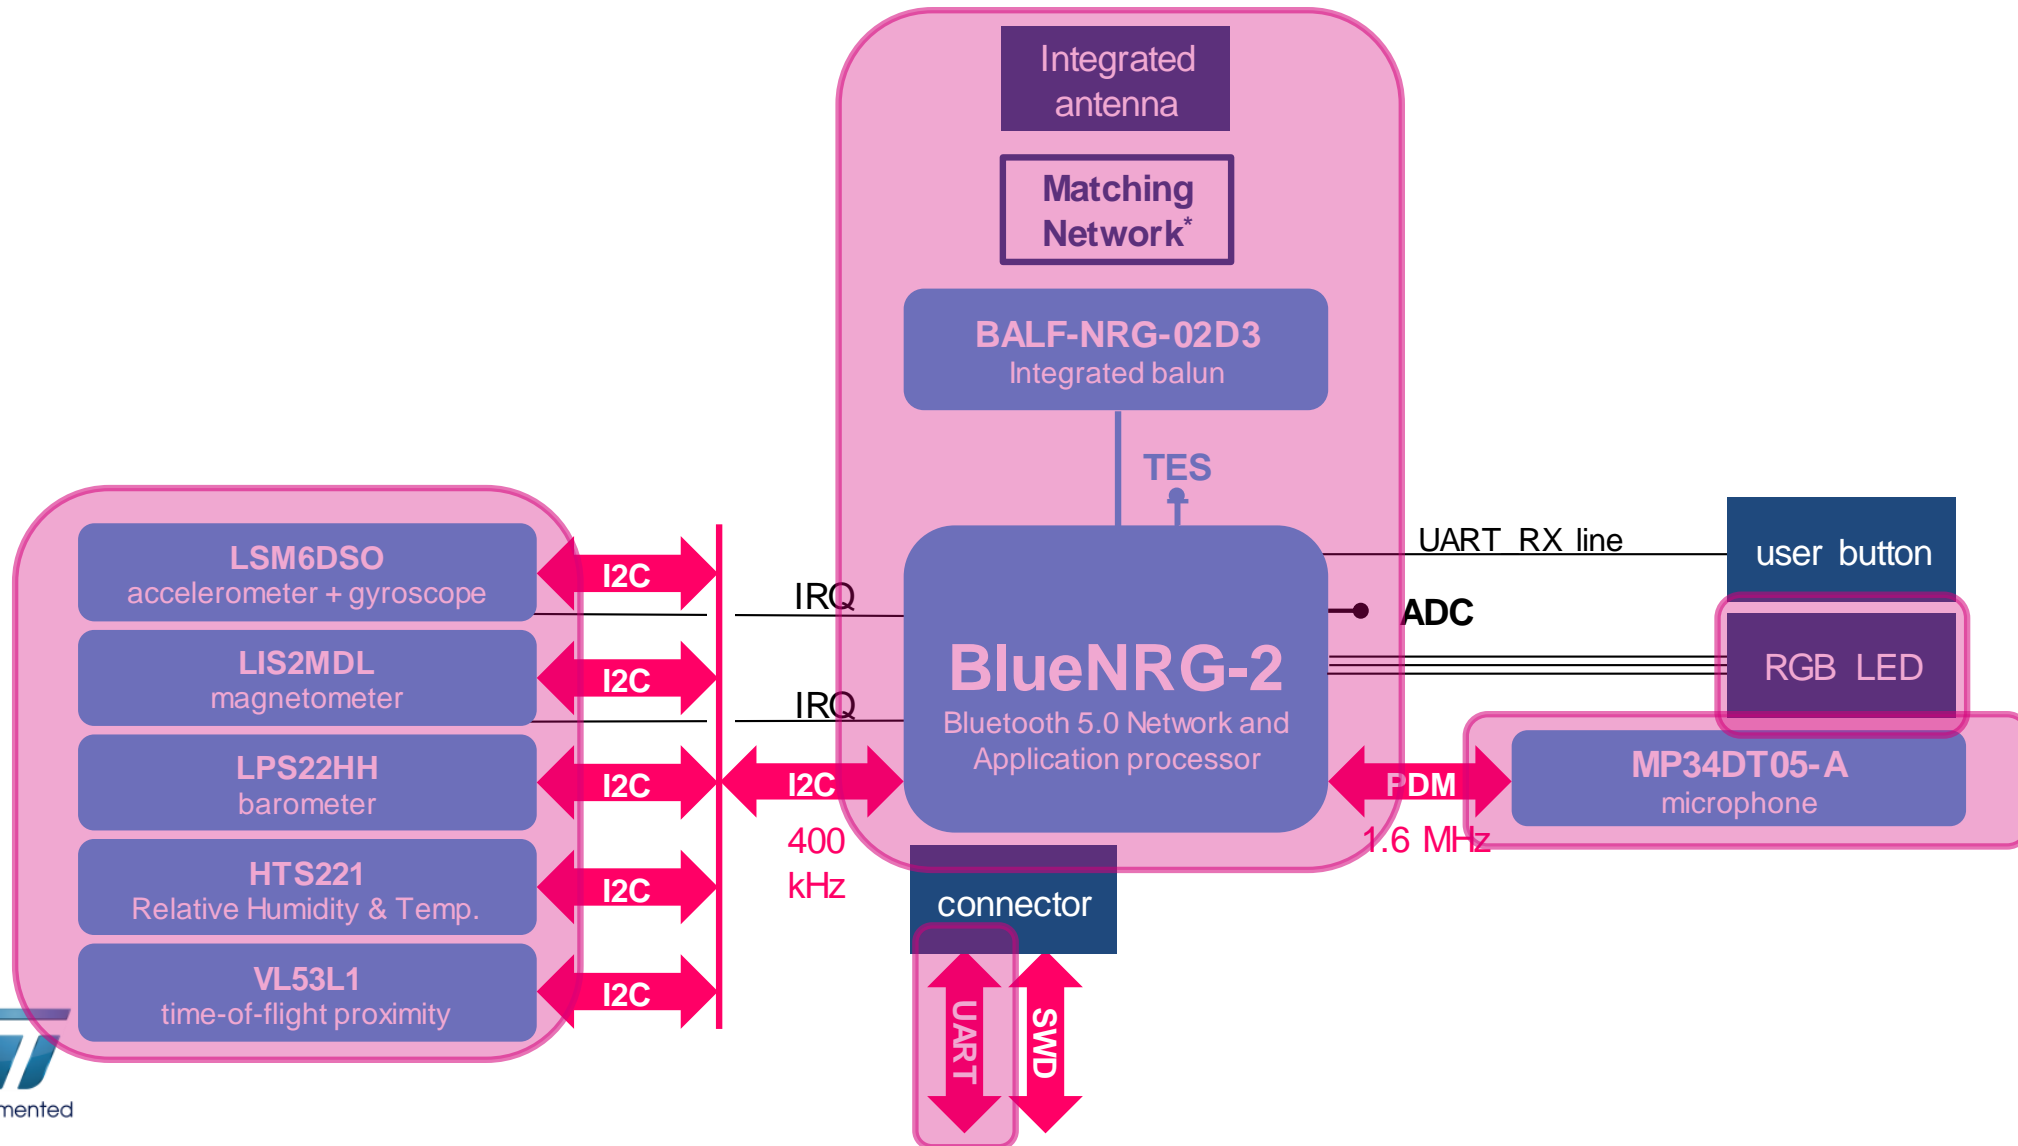 Integrated
antenna
Matching
Network*
BALF-NRG-02D3
Integrated balun
TES
LSM6DSO
accelerometer + gyroscope
I2C
LIS2MDL
magnetometer
I2C
LPS22HH
barometer
I2C
HTS221
Relative Humidity & Temp.
I2C
VL53L1
time-of-flight proximity
I2C
IRQ
IRQ
I2C
400
kHz
BlueNRG-2
Bluetooth 5.0 Network and
Application processor
UART RX line
user button
ADC
RGB LED
PDM
1.6 MHz
MP34DT05-A
microphone
connector
UART
SWD
mented